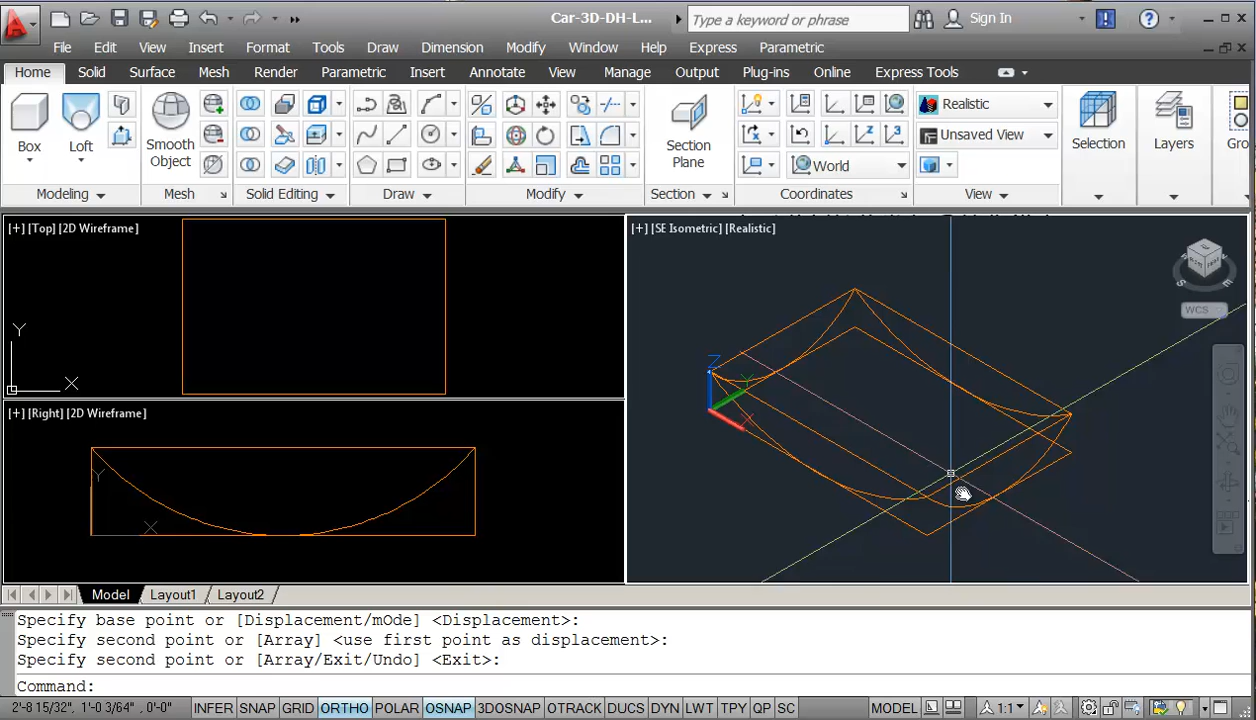 Car-3D-DH-L... Type a keyword or phrase Sign In
File Edit View Insert Format Tools Draw Dimension Modify Window Help Express Parametric
Home Solid Surface Mesh Render Parametric Insert Annotate View Manage Output Plug-ins Online Express Tools
Box Loft Smooth Object Section Plane World Realistic Unsaved View Selection Layers Gro
Modeling Mesh Solid Editing Draw Modify Section Coordinates View
[+] [Top] [2D Wireframe]
[+] [SE Isometric] [Realistic]
WCS
Y
X
Z
Y
X
[+] [Right] [2D Wireframe]
Y
X
Model Layout1 Layout2
Specify base point or [Displacement/mOde] <Displacement>:
Specify second point or [Array] <use first point as displacement>:
Specify second point or [Array/Exit/Undo] <Exit>:
Command:
2'-8 15/32", 1'-0 3/64" , 0'-0" INFER SNAP GRID ORTHO POLAR OSNAP 3DOSNAP OTRACK DUCS DYN LWT TPY QP SC MODEL 1:1